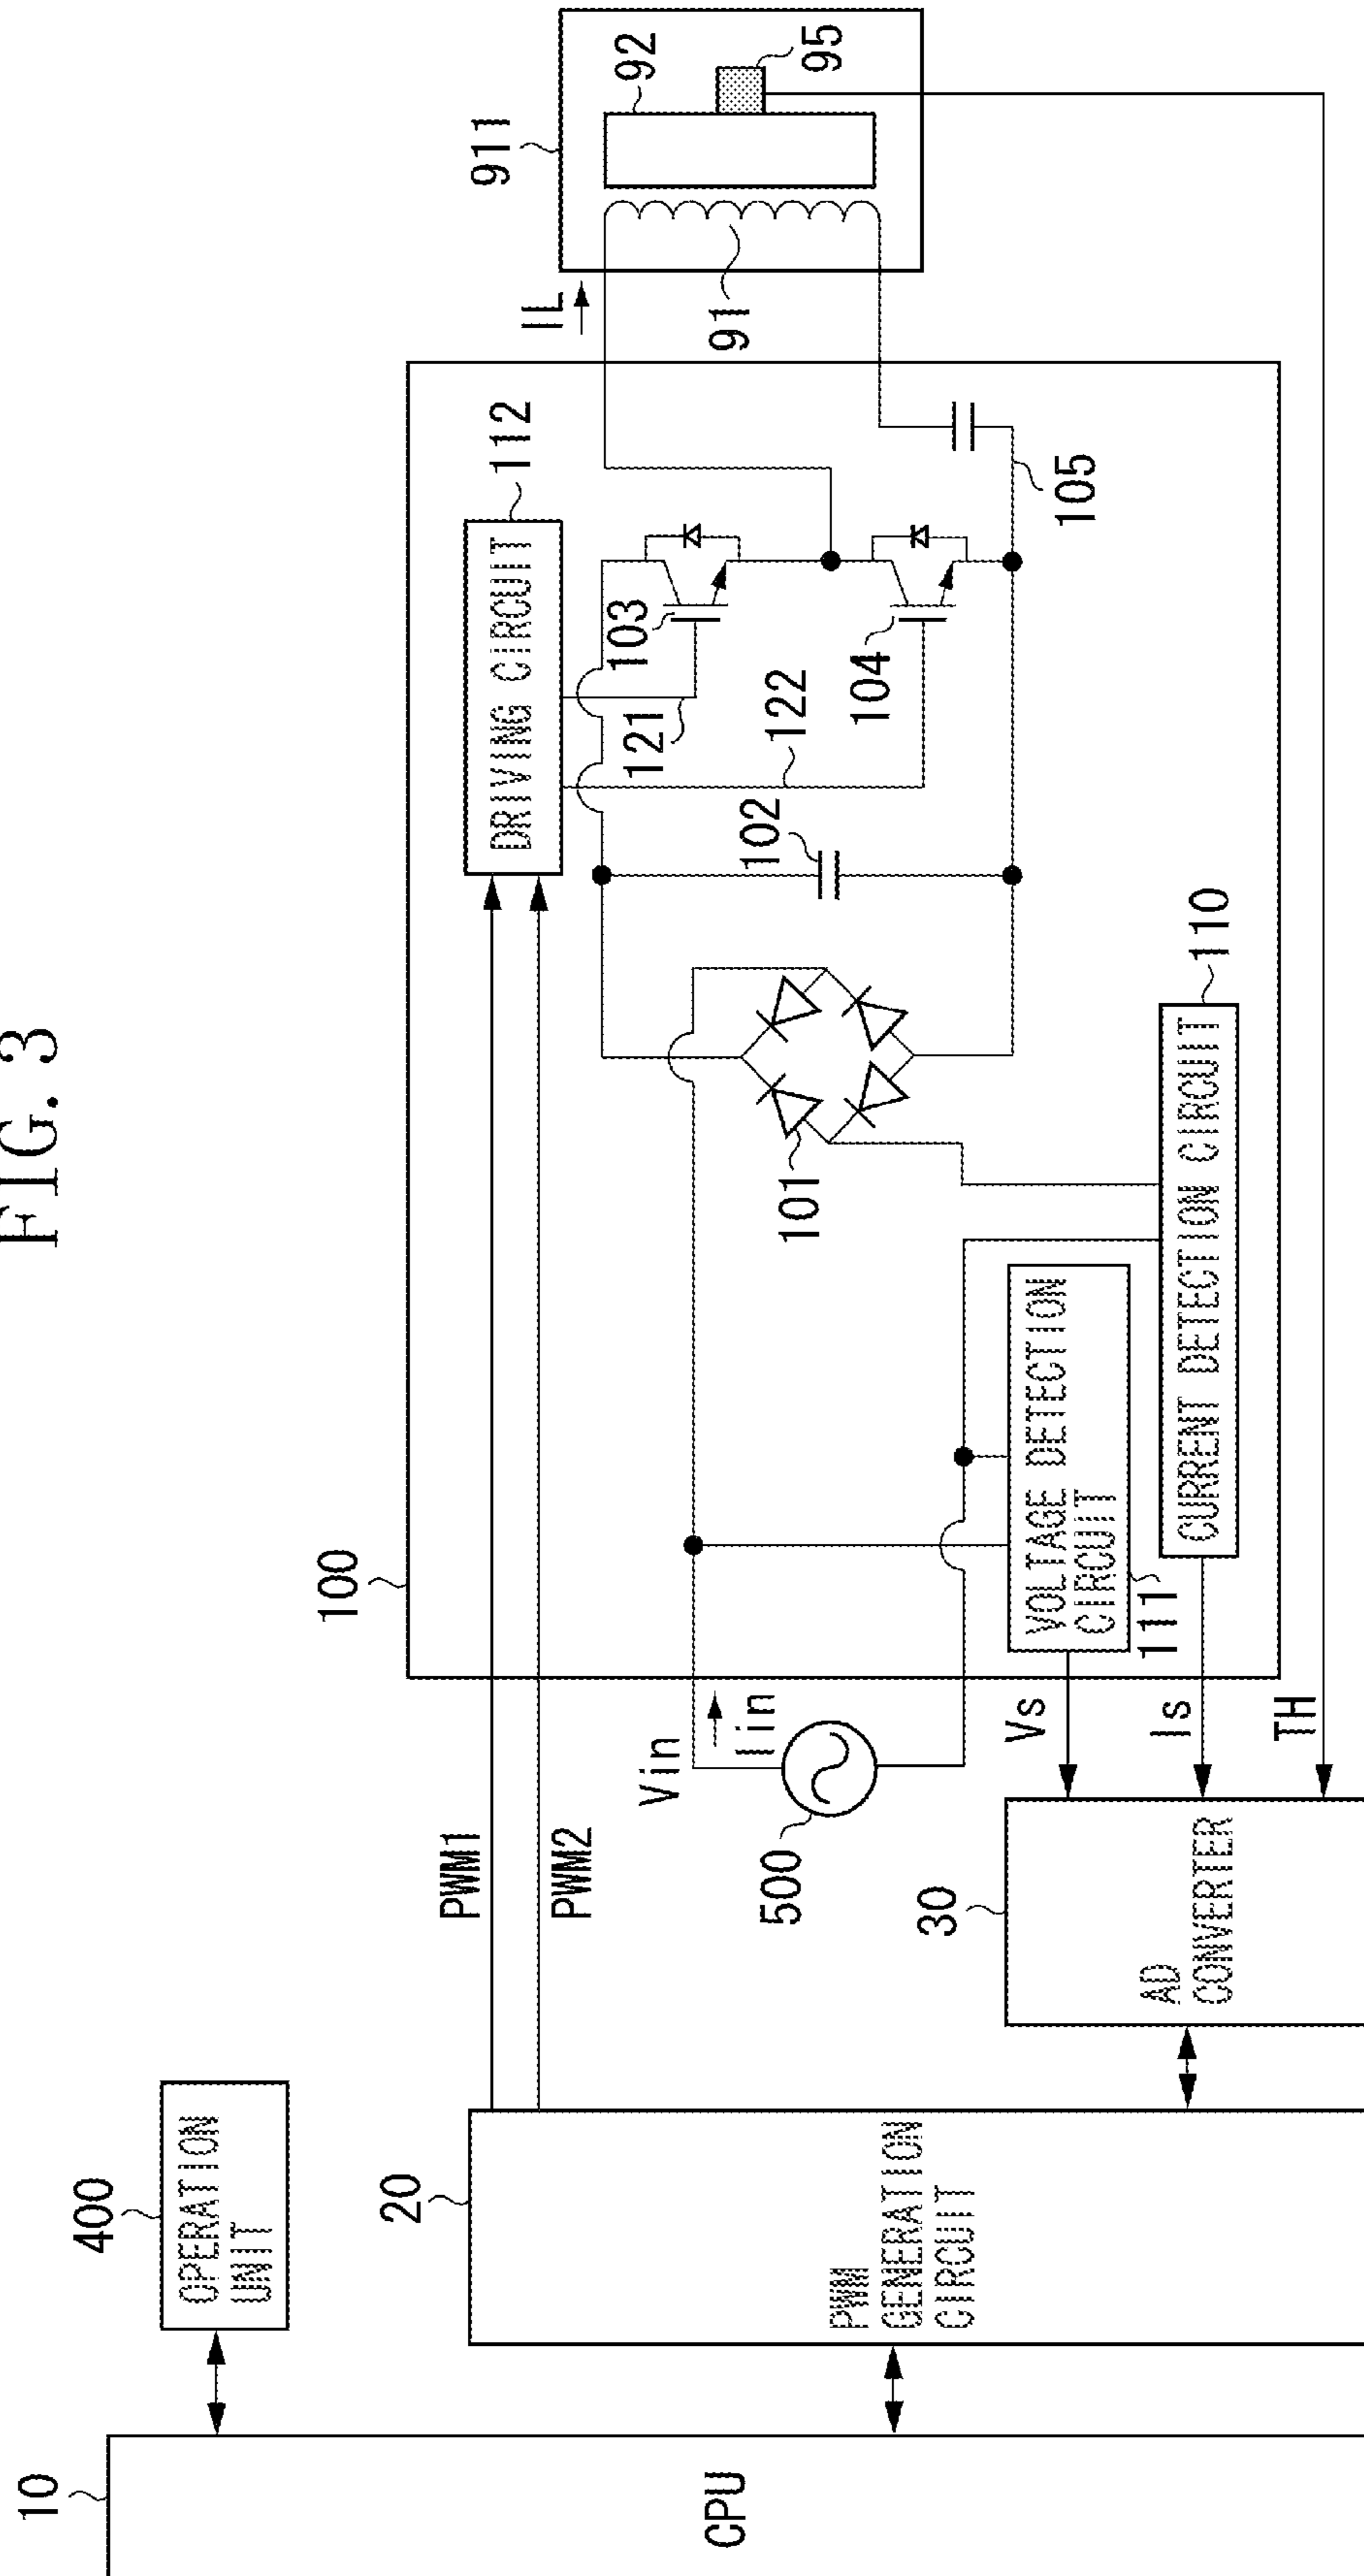 FIG. 3
10
CPU
400
OPERATION
UNIT
20
PWM
GENERATION
CIRCUIT
30
AD
CONVERTER
PWM1
PWM2
Vin
Iin
500
Vs
Is
TH
100
VOLTAGE DETECTION
CIRCUIT
111
CURRENT DETECTION CIRCUIT
110
101
102
DRIVING CIRCUIT
112
121
122
103
104
105
IL
91
911
92
95